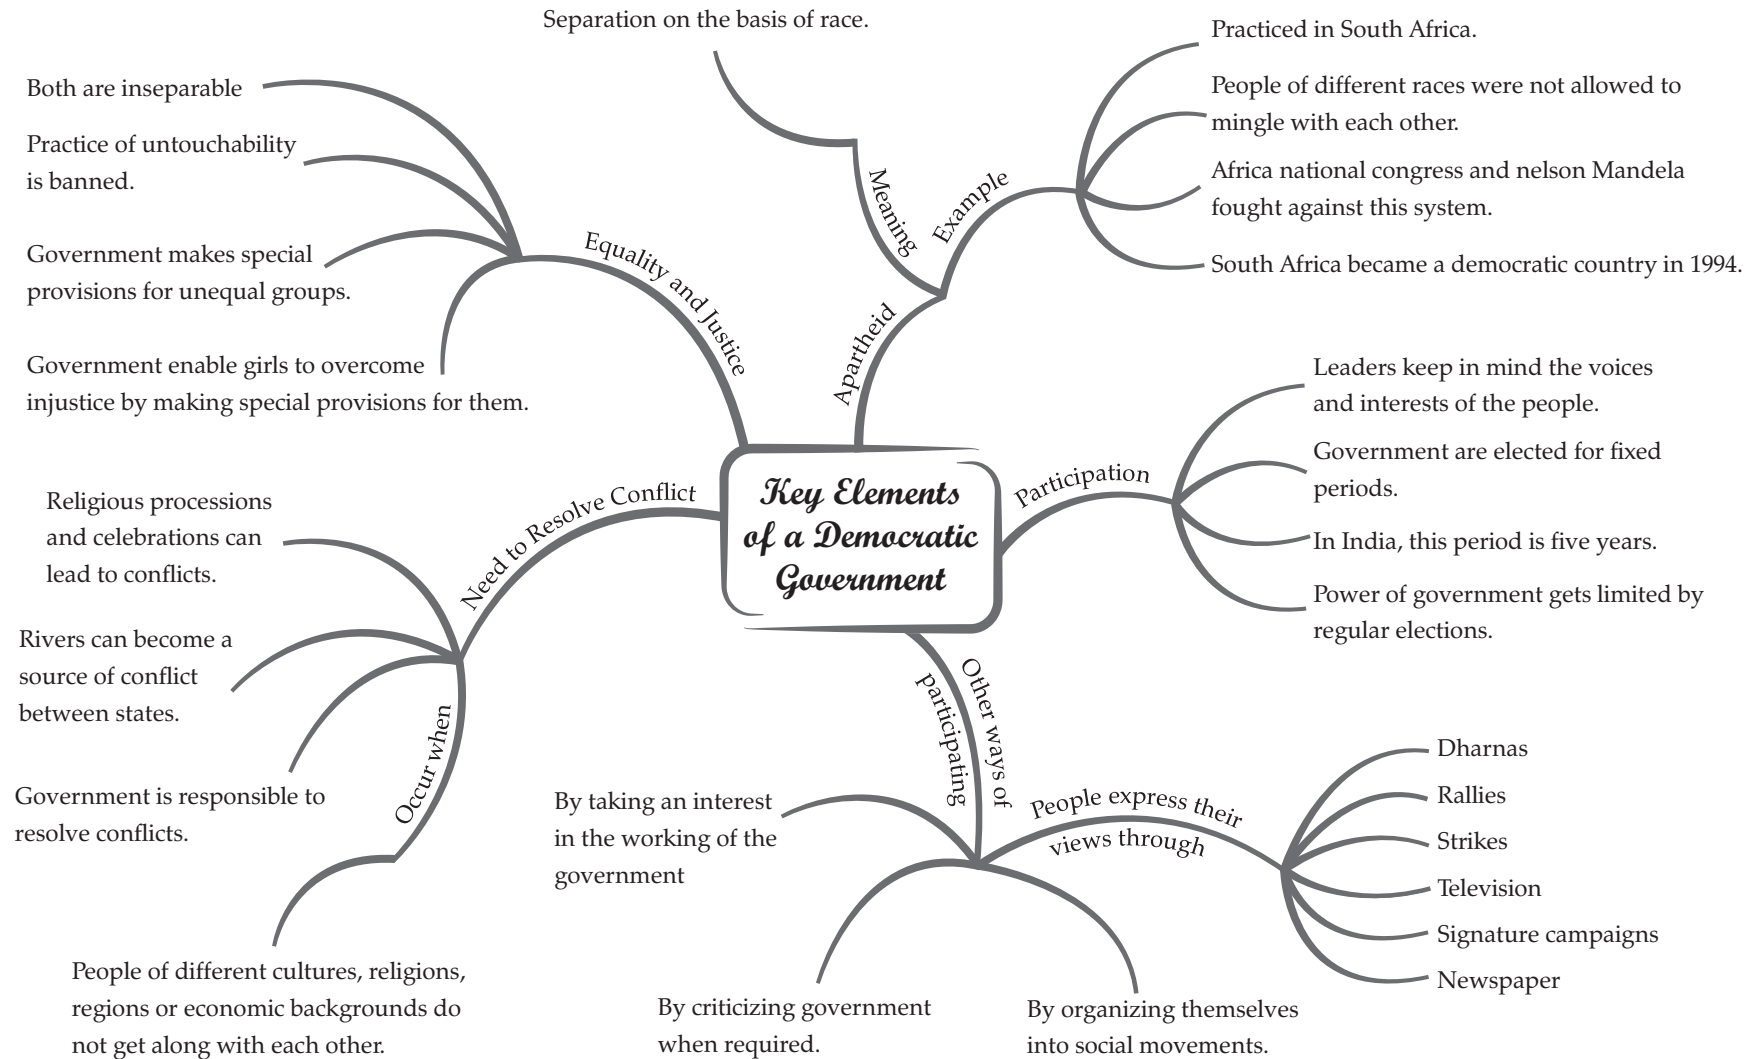 Separation on the basis of race.
Both are inseparable
Practice of untouchability
is banned.
Government makes special
provisions for unequal groups.
Government enable girls to overcome
injustice by making special provisions for them.
Equality and Justice
Meaning
Example
Apartheid
Practiced in South Africa.
People of different races were not allowed to
mingle with each other.
Africa national congress and nelson Mandela
fought against this system.
South Africa became a democratic country in 1994.
Key Elements
of a Democratic
Government
Participation
Leaders keep in mind the voices
and interests of the people.
Government are elected for fixed
periods.
In India, this period is five years.
Power of government gets limited by
regular elections.
Need to Resolve Conflict
Religious processions
and celebrations can
lead to conflicts.
Rivers can become a
source of conflict
between states.
Government is responsible to
resolve conflicts.
Occur when
People of different cultures, religions,
regions or economic backgrounds do
not get along with each other.
Other ways of
participating
By taking an interest
in the working of the
government
By criticizing government
when required.
By organizing themselves
into social movements.
People express their
views through
Dharnas
Rallies
Strikes
Television
Signature campaigns
Newspaper